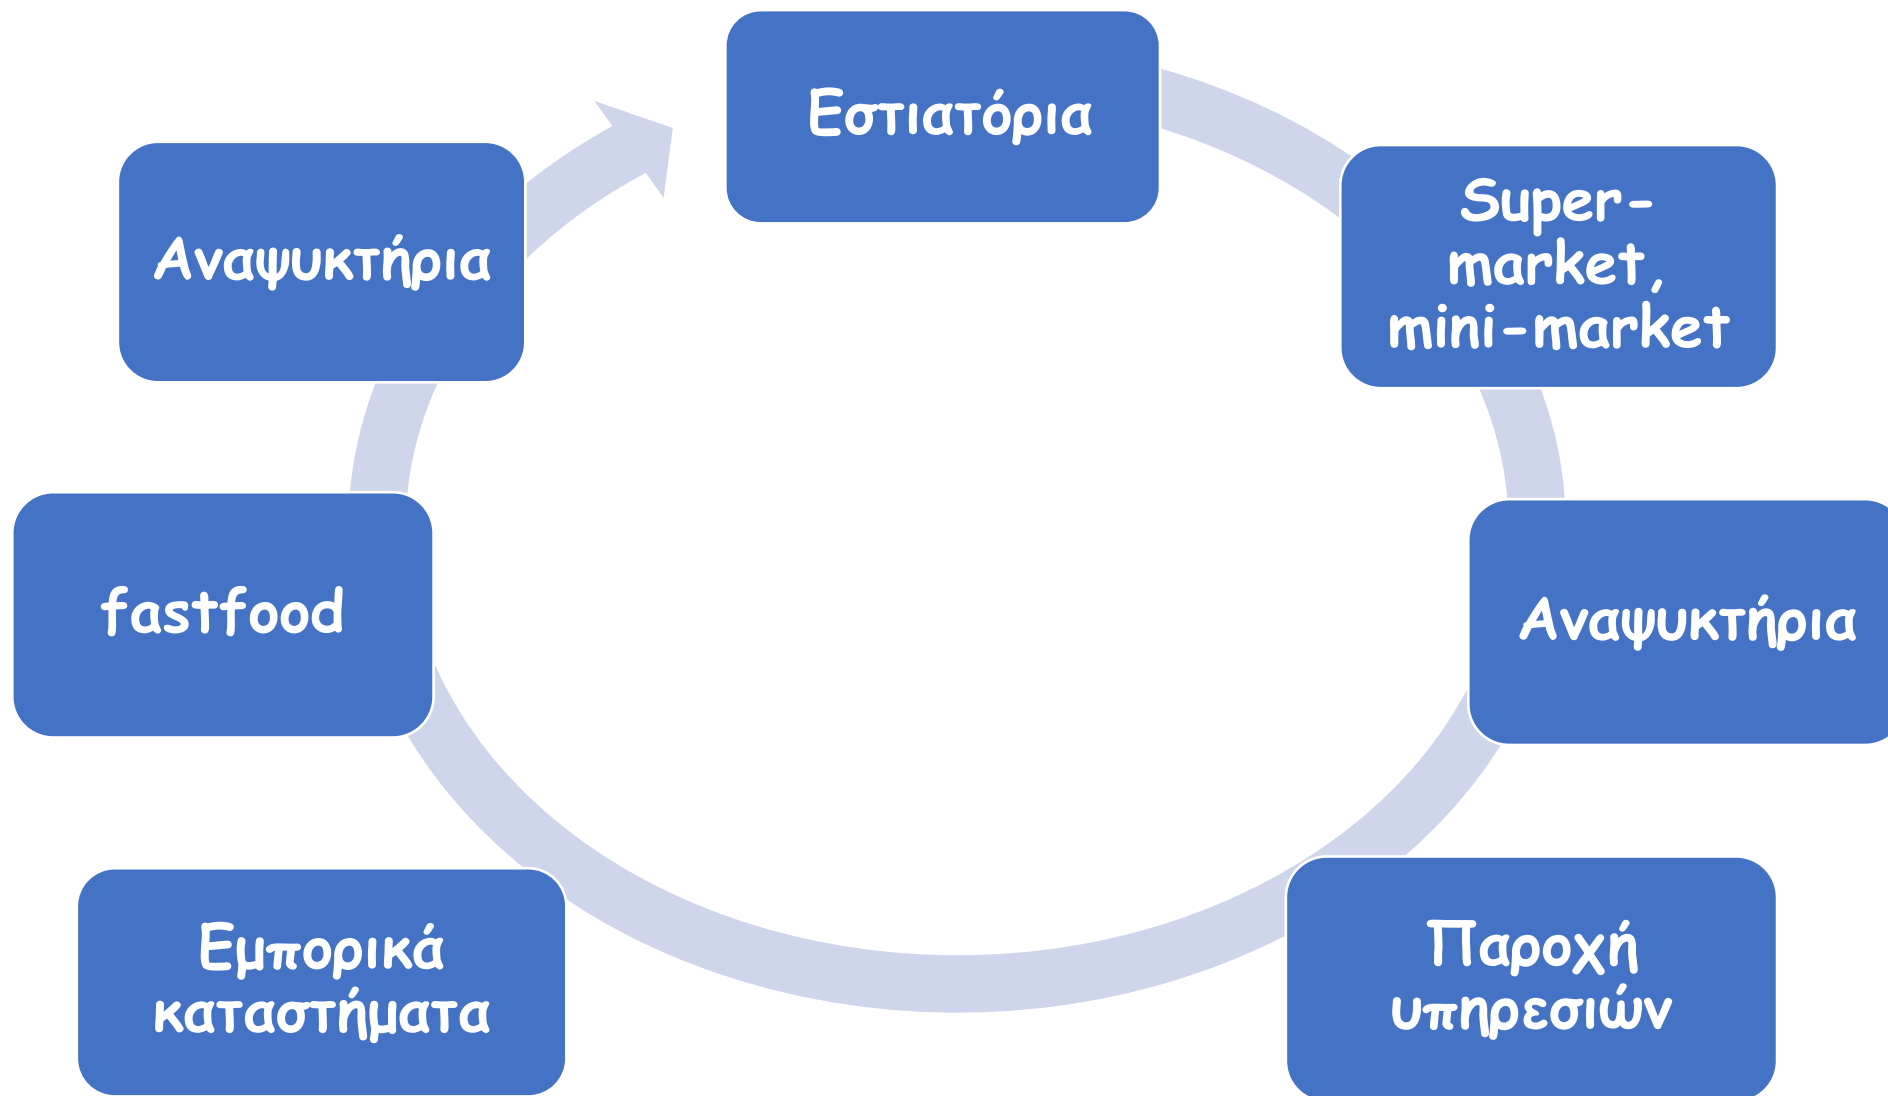 Εστιατόρια
Super-
market,
mini-market
Αναψυκτήρια
Παροχή
υπηρεσιών
Εμπορικά
καταστήματα
fastfood
Αναψυκτήρια